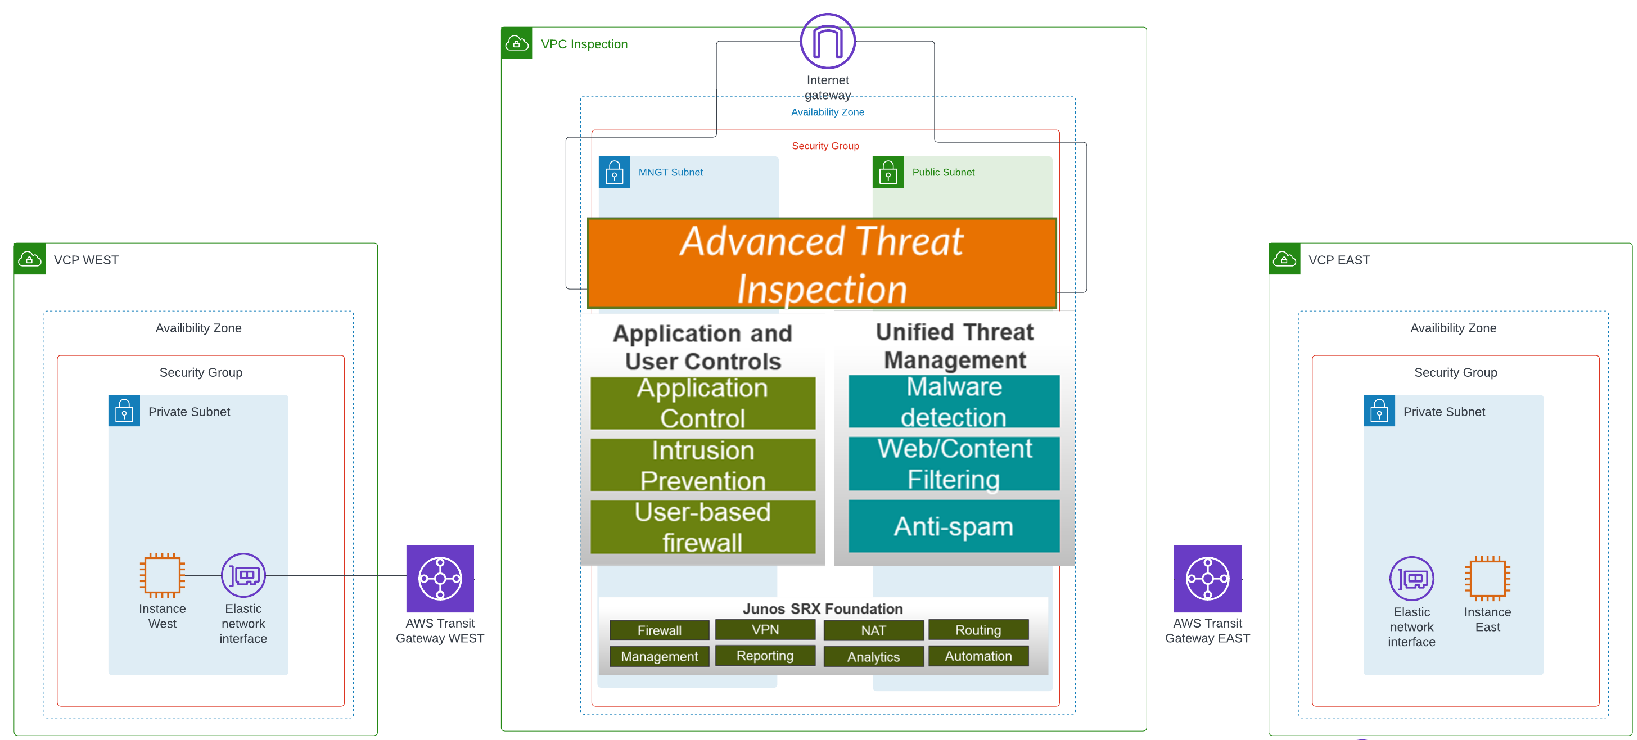 VPC Inspection
Internet
gateway
Availability Zone
Security Group
MNGT Subnet
Public Subnet
Advanced Threat
Inspection
Application and
User Controls
Application
Control
Intrusion
Prevention
User-based
firewall
Unified Threat
Management
Malware
detection
Web/Content
Filtering
Anti-spam
Junos SRX Foundation
Firewall
VPN
NAT
Routing
Management
Reporting
Analytics
Automation
VCP WEST
Availibility Zone
Security Group
Private Subnet
Instance
West
Elastic
network
interface
AWS Transit
Gateway WEST
AWS Transit
Gateway EAST
VCP EAST
Availibility Zone
Security Group
Private Subnet
Elastic
network
interface
Instance
East